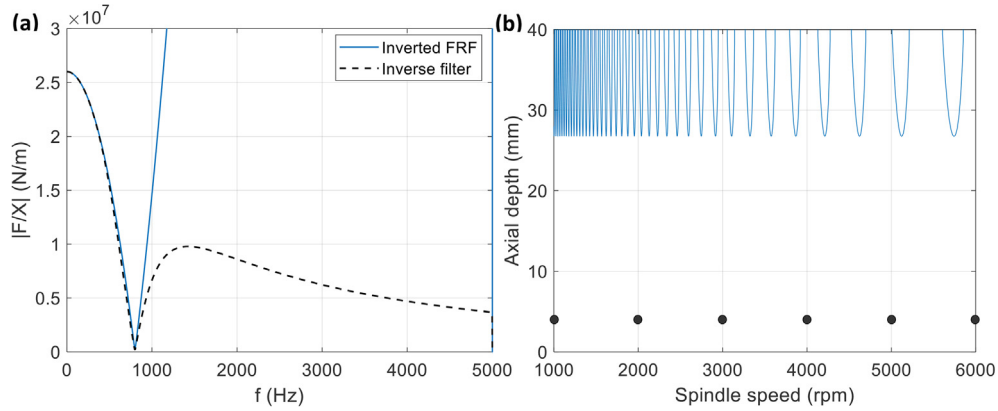 (a)
×10⁷
3
2.5
2
1.5
1
0.5
0
|F/X| (N/m)
Inverted FRF
Inverse filter
0 1000 2000 3000 4000 5000
f (Hz)
(b)
40
30
20
10
0
Axial depth (mm)
1000 2000 3000 4000 5000 6000
Spindle speed (rpm)